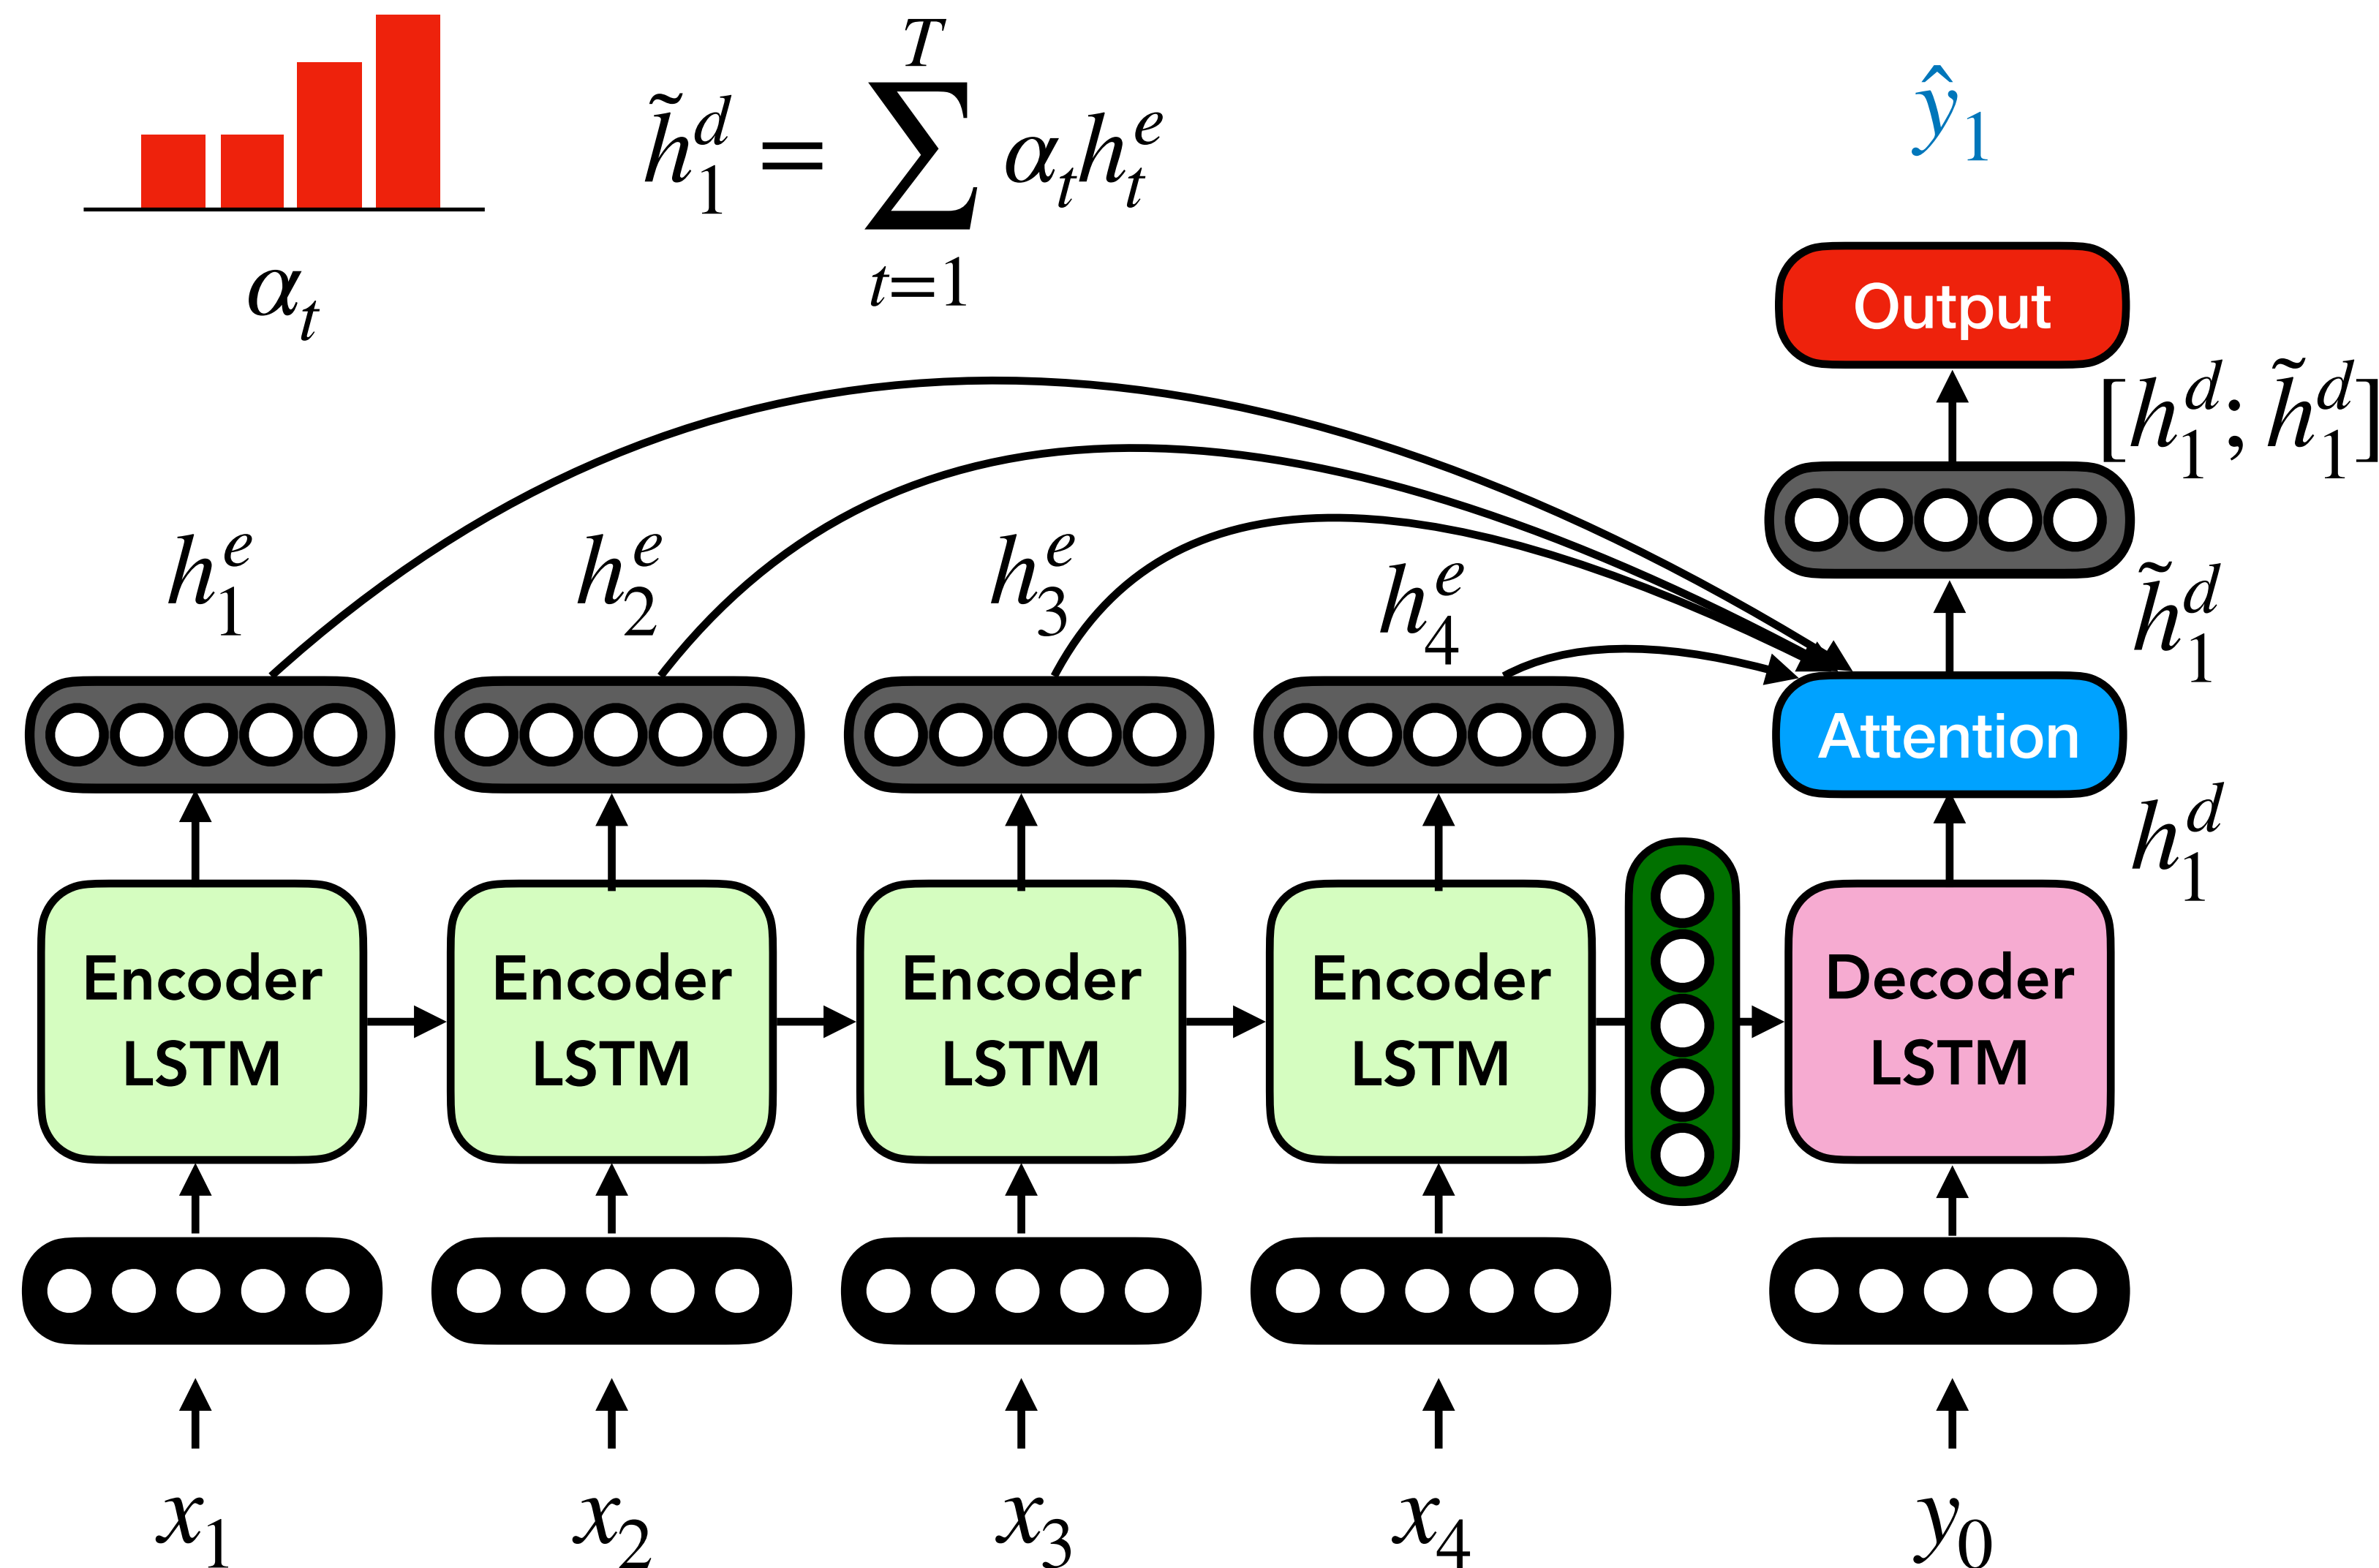 α_t
h̃^d_1 = ∑_{t=1}^{T} α_t h^e_t
ŷ_1
Output
[h^d_1; h̃^d_1]
h^e_1
h^e_2
h^e_3
h^e_4
h̃^d_1
Attention
h^d_1
Encoder
LSTM
Encoder
LSTM
Encoder
LSTM
Encoder
LSTM
Decoder
LSTM
x_1
x_2
x_3
x_4
y_0